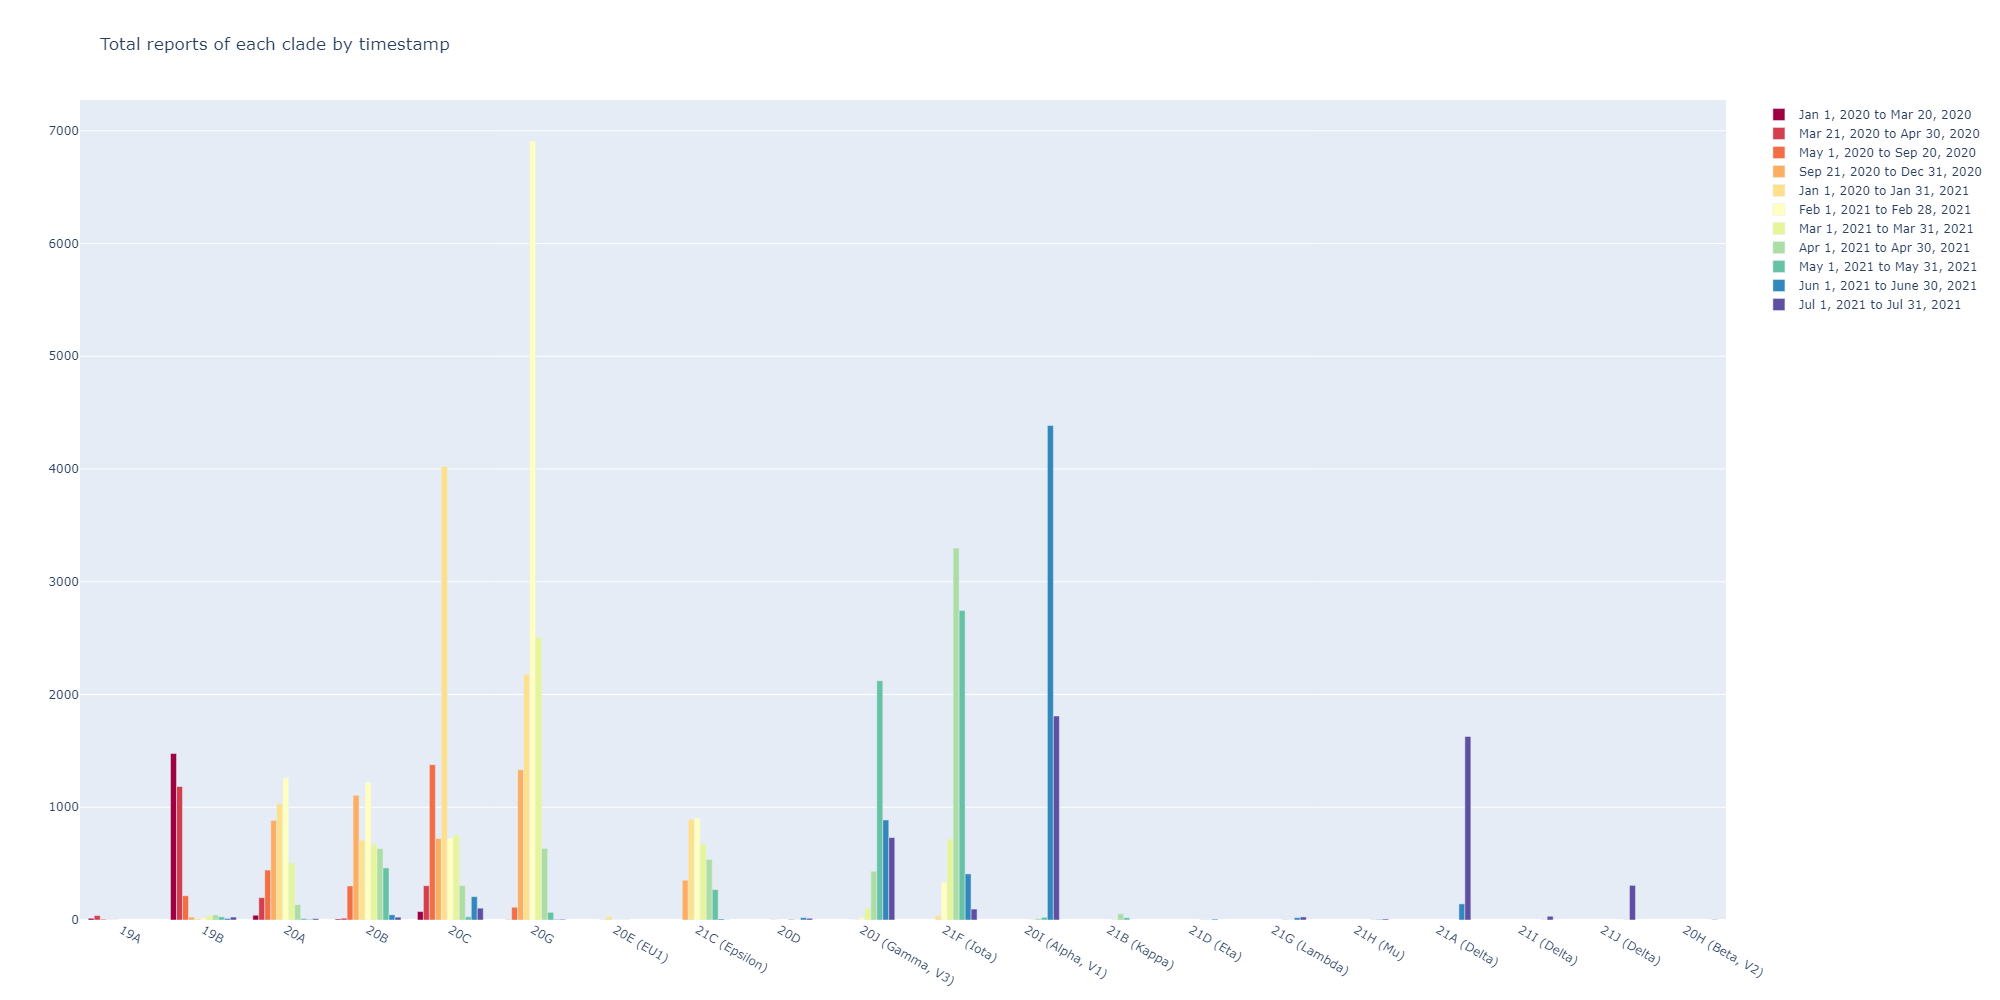 Total reports of each clade by timestamp
7000
6000
5000
4000
3000
2000
1000
0
19A
19B
20A
20B
20C
20G
20E (EU1)
21C (Epsilon)
20D
20J (Gamma, V3)
21F (Iota)
20I (Alpha, V1)
21B (Kappa)
21D (Eta)
21G (Lambda)
21H (Mu)
21A (Delta)
21I (Delta)
21J (Delta)
20H (Beta, V2)
Jan 1, 2020 to Mar 20, 2020
Mar 21, 2020 to Apr 30, 2020
May 1, 2020 to Sep 20, 2020
Sep 21, 2020 to Dec 31, 2020
Jan 1, 2020 to Jan 31, 2021
Feb 1, 2021 to Feb 28, 2021
Mar 1, 2021 to Mar 31, 2021
Apr 1, 2021 to Apr 30, 2021
May 1, 2021 to May 31, 2021
Jun 1, 2021 to June 30, 2021
Jul 1, 2021 to Jul 31, 2021